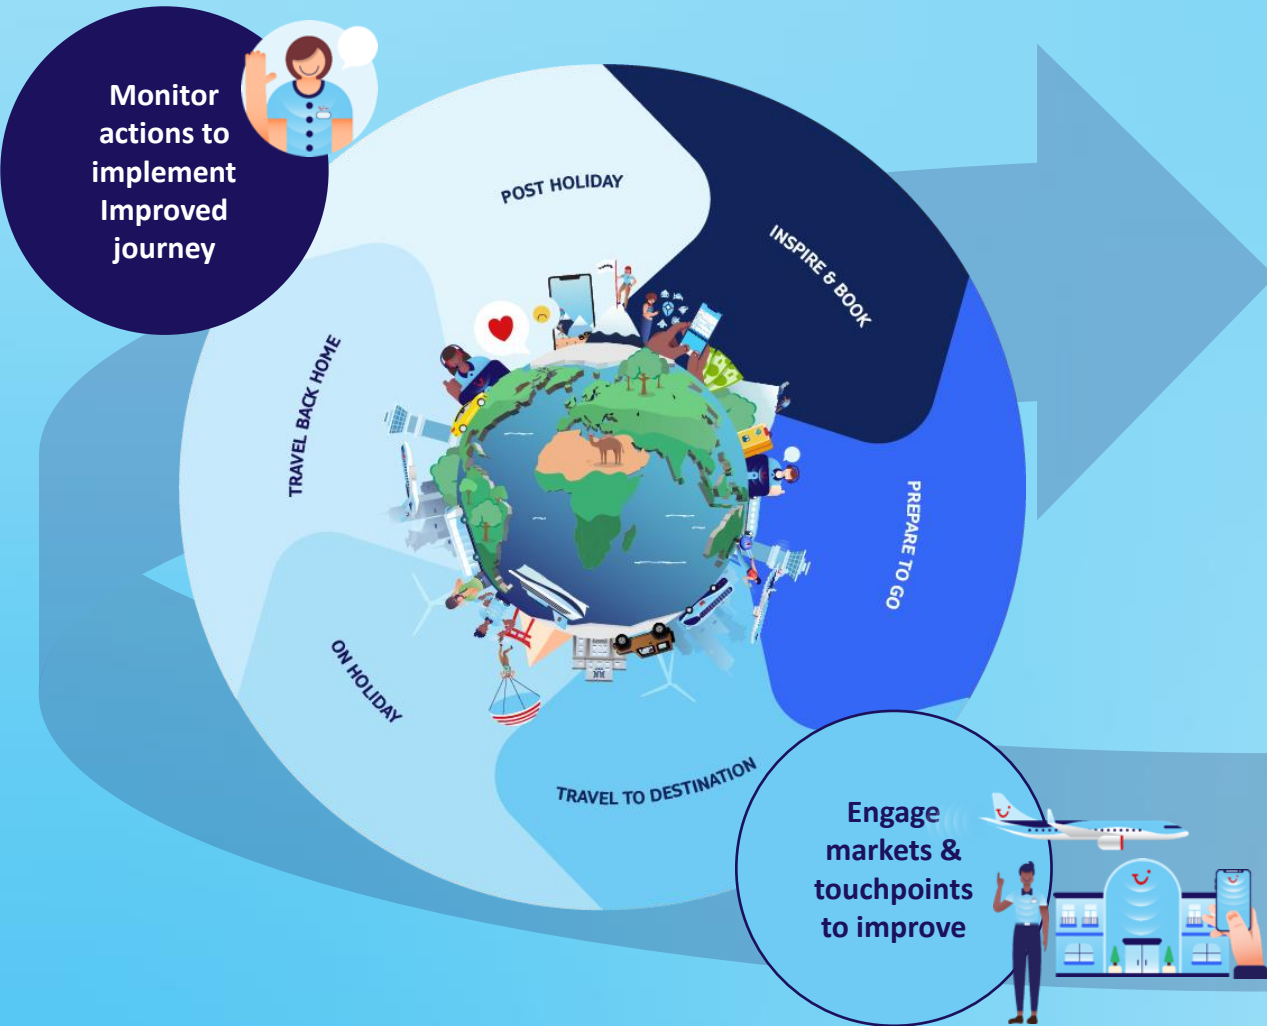 Monitor
actions to
implement
Improved
journey
POST HOLIDAY
INSPIRE & BOOK
PREPARE TO GO
TRAVEL TO DESTINATION
ON HOLIDAY
TRAVEL BACK HOME
Engage
markets &
touchpoints
to improve